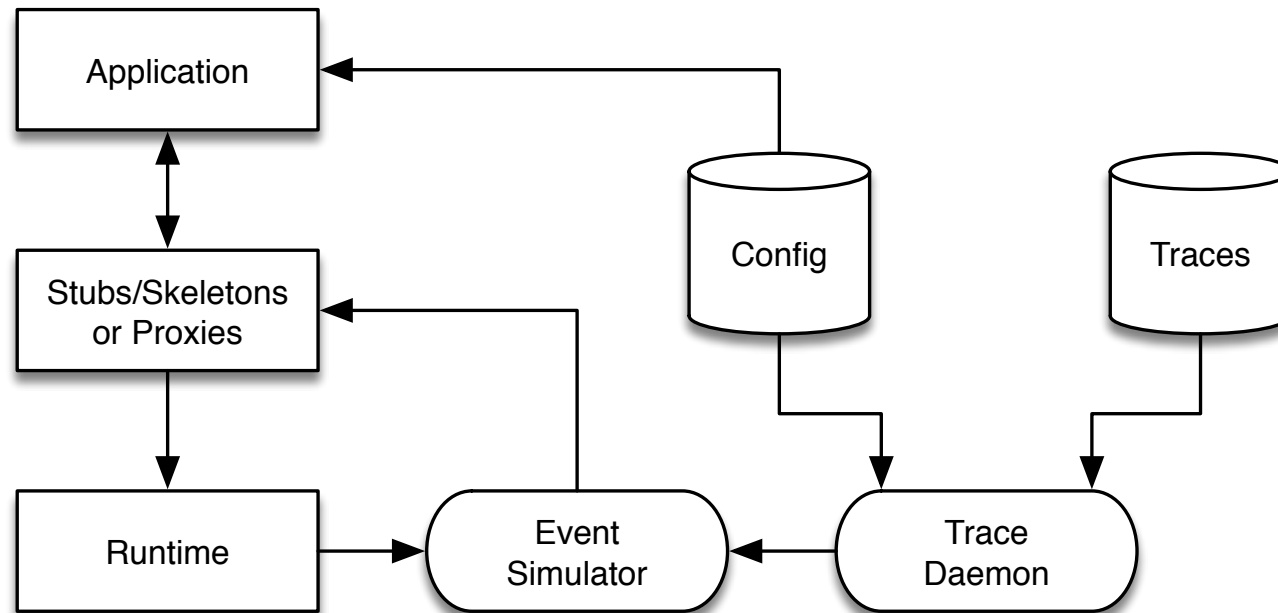 Application
Config
Traces
Stubs/Skeletons
or Proxies
Runtime
Event
Simulator
Trace
Daemon